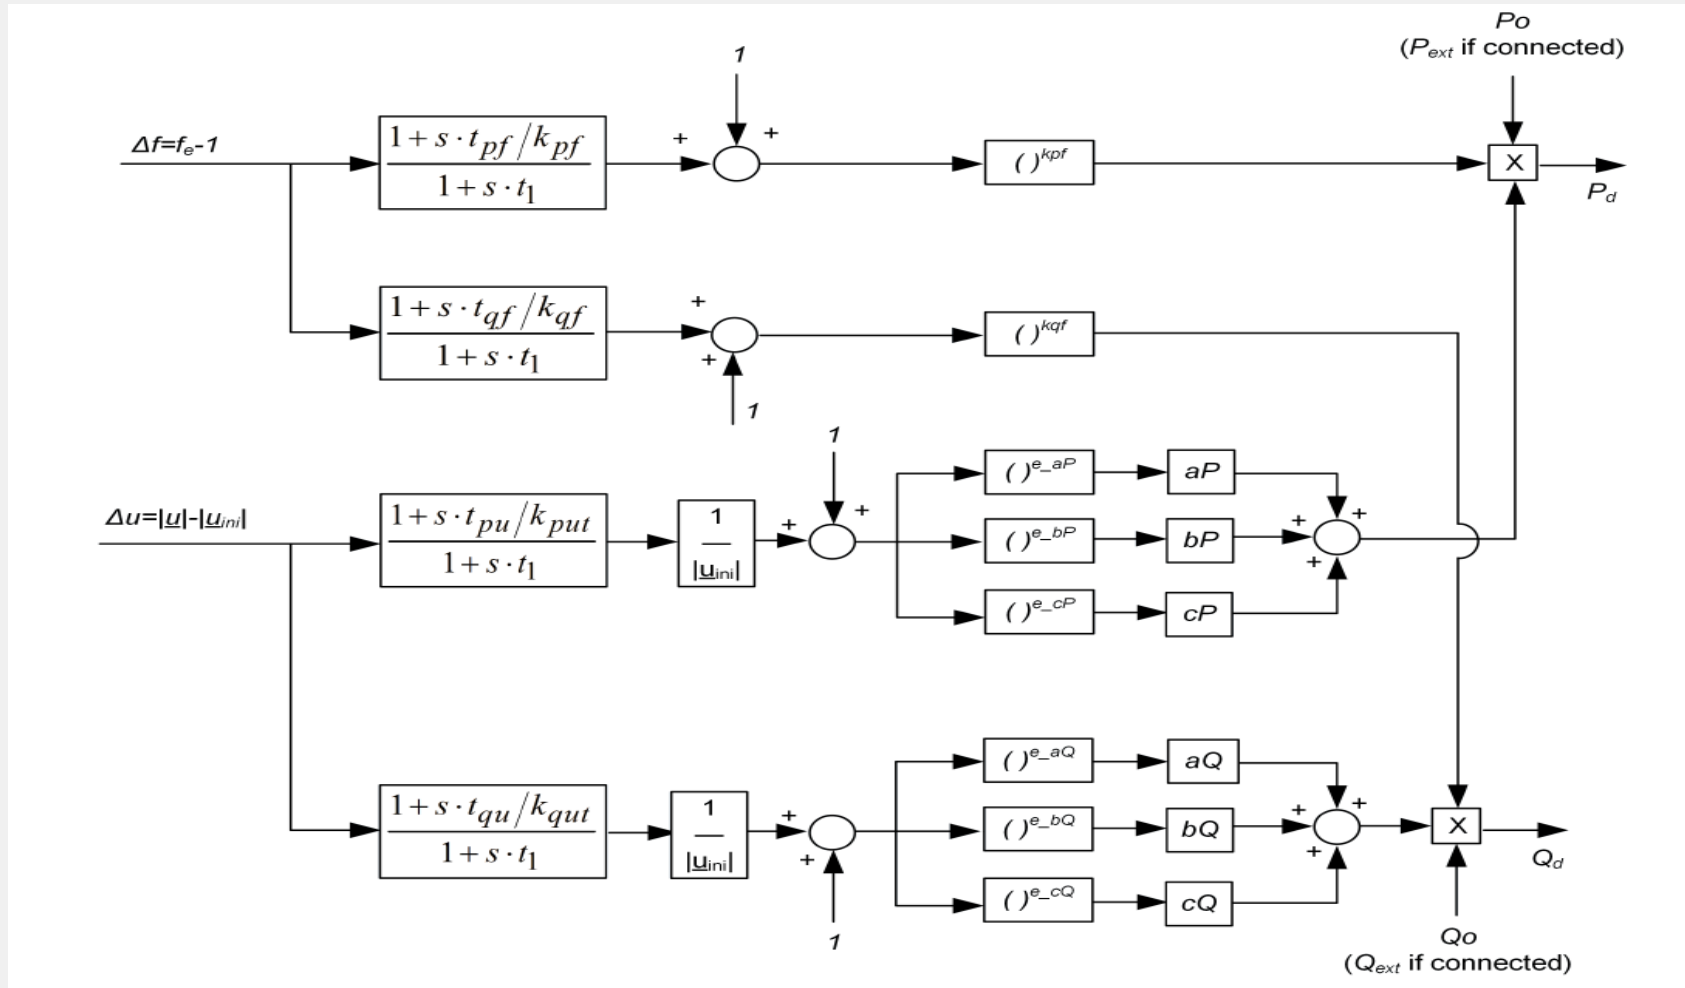 Po
(Pext if connected)
1
Δf=fe-1
1+s·tpf/kpf
1+s·t1
+
+
( )kpf
X
Pd
1+s·tqf/kqf
1+s·t1
+
+
1
( )kqf
1
Δu=|u|-|uini|
1+s·tpu/kput
1+s·t1
1
|uini|
+
+
( )e_aP
aP
( )e_bP
bP
( )e_cP
cP
+
+
+
1+s·tqu/kqut
1+s·t1
1
|uini|
+
+
1
( )e_aQ
aQ
( )e_bQ
bQ
( )e_cQ
cQ
+
+
+
X
Qd
Qo
(Qext if connected)